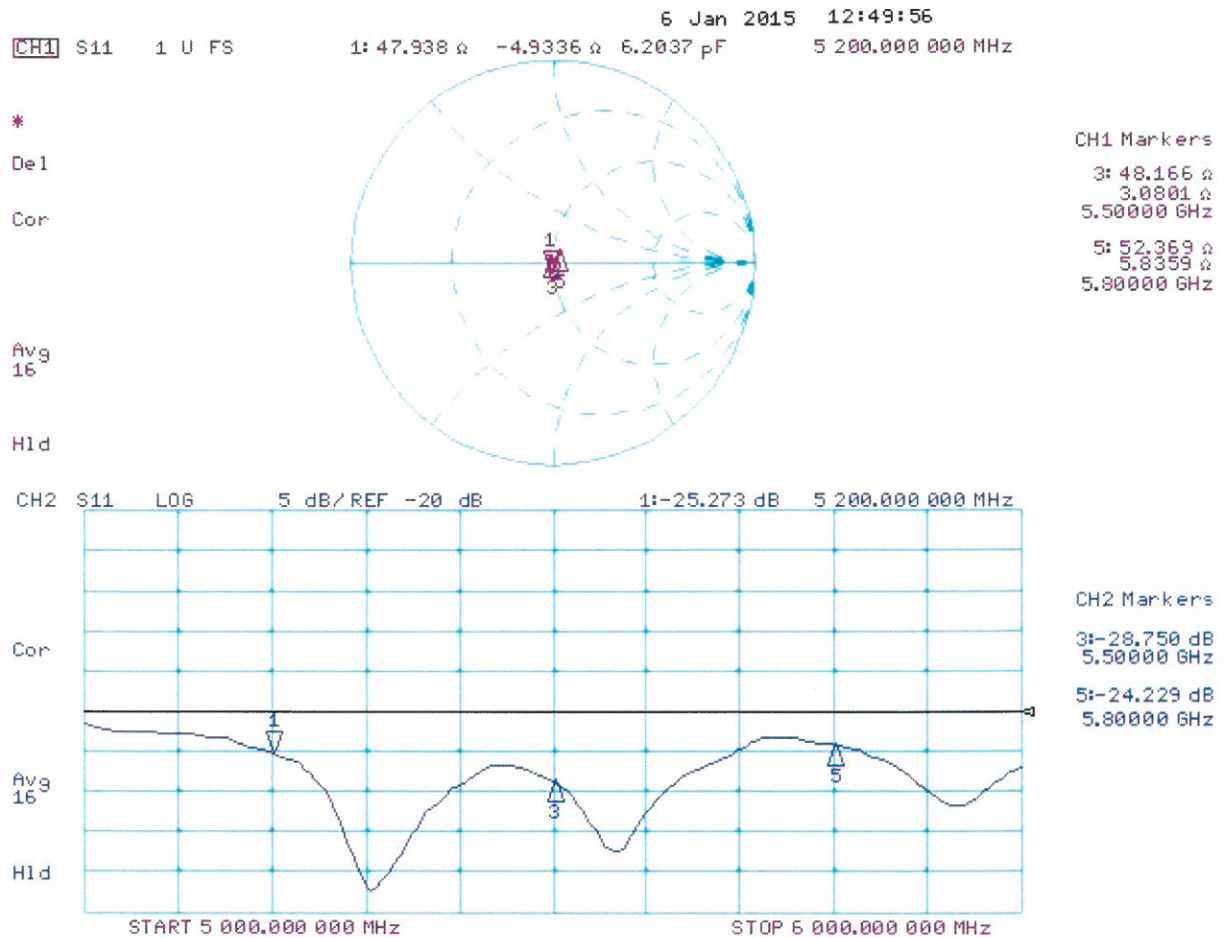 6 Jan 2015 12:49:56
CH1 S11 1 U FS 1: 47.938 Ω -4.9336 Ω 6.2037 pF 5 200.000 000 MHz
*
Del
Cor
Avg
16
Hld
1
3
CH1 Markers
3: 48.166 Ω
3.0801 Ω
5.50000 GHz
5: 52.369 Ω
5.8359 Ω
5.80000 GHz
CH2 S11 LOG 5 dB/ REF -20 dB 1:-25.273 dB 5 200.000 000 MHz
Cor
Avg
16
Hld
1
3
5
CH2 Markers
3:-28.750 dB
5.50000 GHz
5:-24.229 dB
5.80000 GHz
START 5 000.000 000 MHz STOP 6 000.000 000 MHz